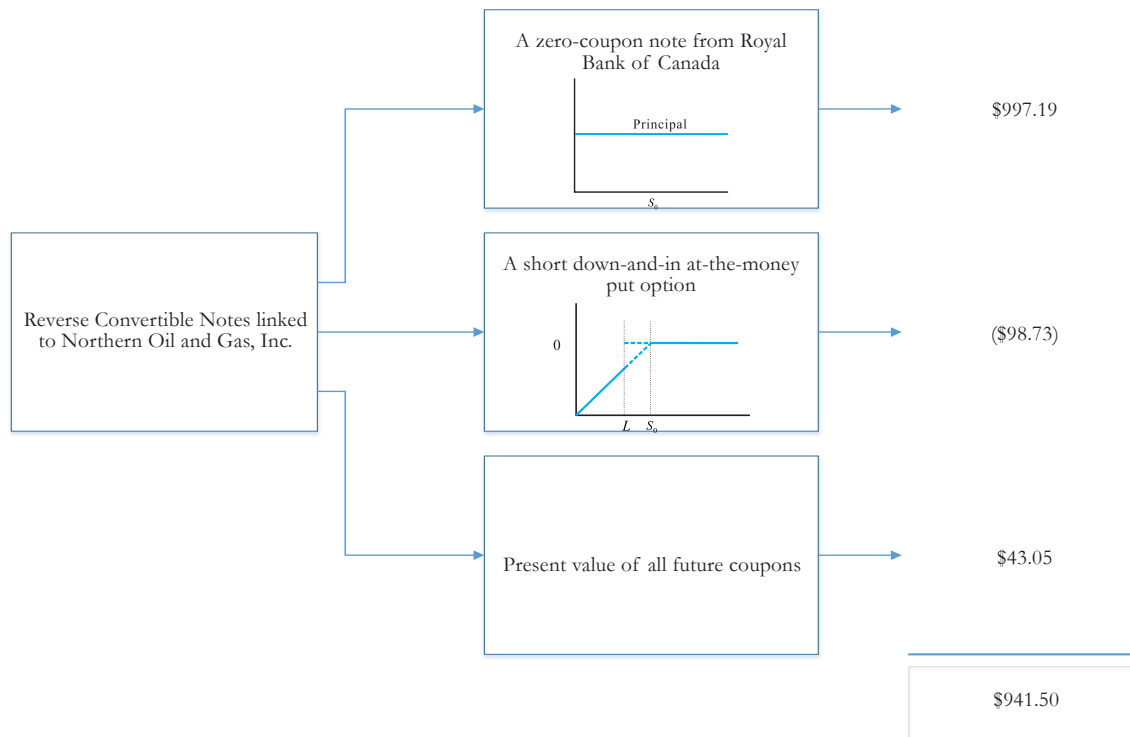 A zero-coupon note from Royal
Bank of Canada
Principal
S₀
$997.19
Reverse Convertible Notes linked
to Northern Oil and Gas, Inc.
A short down-and-in at-the-money
put option
0
L S₀
($98.73)
Present value of all future coupons
$43.05
$941.50